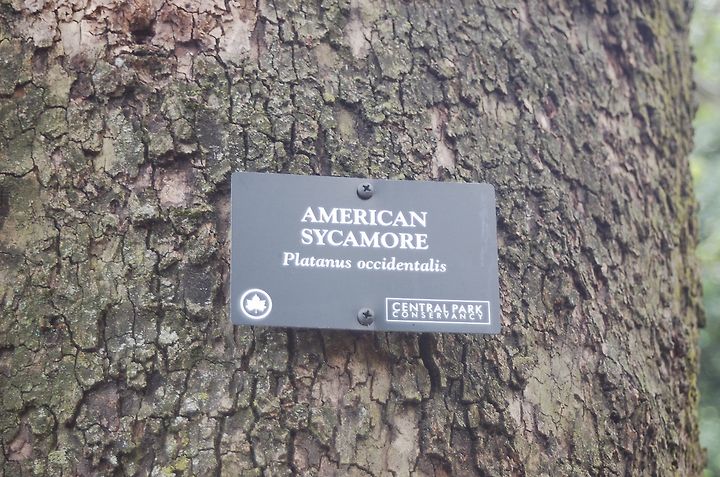 AMERICAN
SYCAMORE
Platanus occidentalis
CENTRAL PARK
CONSERVANCY